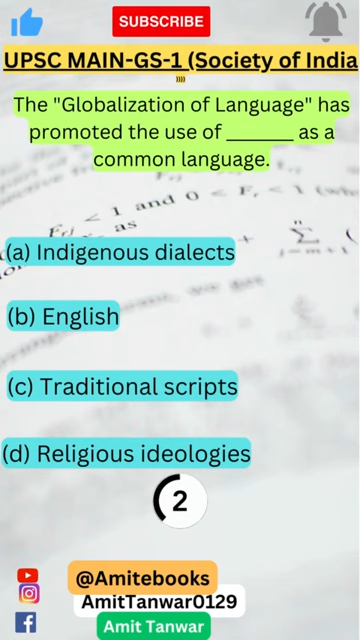 SUBSCRIBE
UPSC MAIN-GS-1 (Society of India
))))
The "Globalization of Language" has
promoted the use of _______ as a
common language.
(a) Indigenous dialects
(b) English
(c) Traditional scripts
(d) Religious ideologies
2
@Amitebooks
AmitTanwar0129
Amit Tanwar